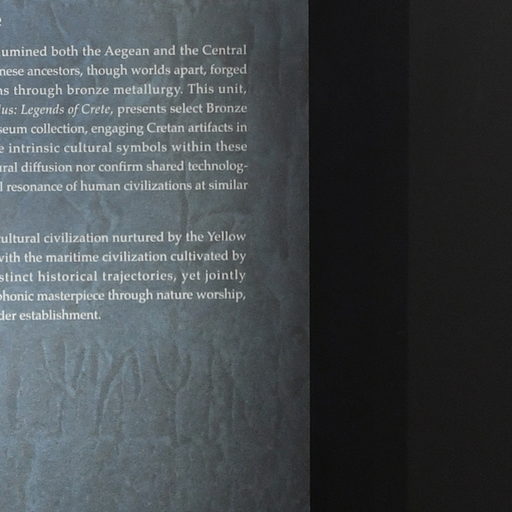 umined both the Aegean and the Central
nese ancestors, though worlds apart, forged
ns through bronze metallurgy. This unit,
lus: Legends of Crete, presents select Bronze
seum collection, engaging Cretan artifacts in
e intrinsic cultural symbols within these
ural diffusion nor confirm shared technolog-
l resonance of human civilizations at similar
ultural civilization nurtured by the Yellow
with the maritime civilization cultivated by
stinct historical trajectories, yet jointly
phonic masterpiece through nature worship,
der establishment.